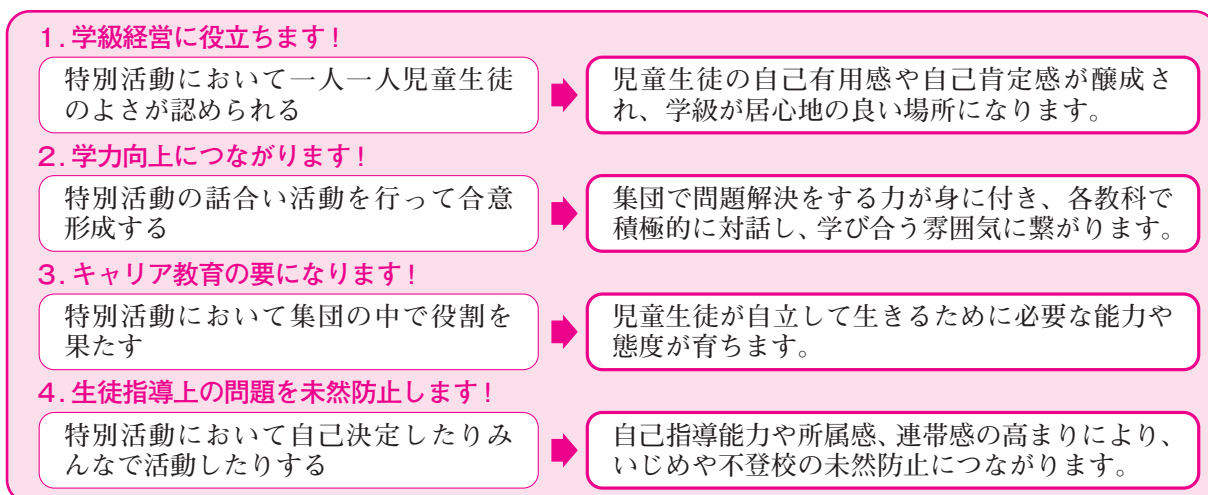 1.学級経営に役立ちます!
特別活動において一人一人児童生徒
のよさが認められる
児童生徒の自己有用感や自己肯定感が醸成さ
れ、学級が居心地の良い場所になります。
2.学力向上につながります!
特別活動の話合い活動を行って合意
形成する
集団で問題解決をする力が身に付き、各教科で
積極的に対話し、学び合う雰囲気に繋がります。
3.キャリア教育の要になります!
特別活動において集団の中で役割を
果たす
児童生徒が自立して生きるために必要な能力や
態度が育ちます。
4.生徒指導上の問題を未然防止します!
特別活動において自己決定したりみ
んなで活動したりする
自己指導能力や所属感、連帯感の高まりにより、
いじめや不登校の未然防止につながります。